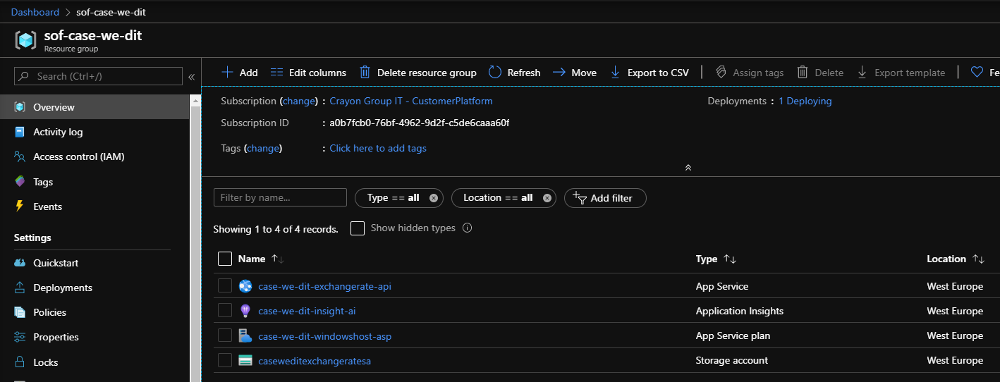 Dashboard > sof-case-we-dit
sof-case-we-dit
Resource group
Search (Ctrl+/)
«
Overview
Activity log
Access control (IAM)
Tags
Events
Settings
Quickstart
Deployments
Policies
Properties
Locks
Add Edit columns Delete resource group Refresh Move Export to CSV Assign tags Delete Export template Fe
Subscription (change) : Crayon Group IT - CustomerPlatform
Deployments : 1 Deploying
Subscription ID : a0b7fcb0-76bf-4962-9d2f-c5de6caaa60f
Tags (change) : Click here to add tags
Filter by name... Type == all Location == all Add filter
Showing 1 to 4 of 4 records. Show hidden types
Name Type Location
case-we-dit-exchangerate-api App Service West Europe
case-we-dit-insight-ai Application Insights West Europe
case-we-dit-windowshost-asp App Service plan West Europe
caseweditexchangeratesa Storage account West Europe